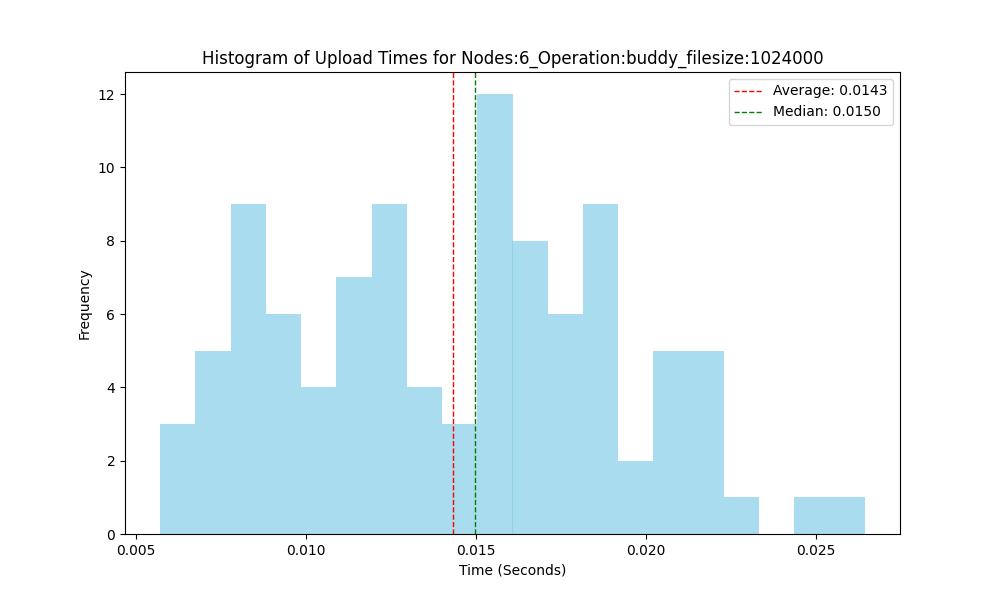 Histogram of Upload Times for Nodes:6_Operation:buddy_filesize:1024000
Average: 0.0143
Median: 0.0150
12
10
8
6
4
2
0
Frequency
0.005 0.010 0.015 0.020 0.025
Time (Seconds)